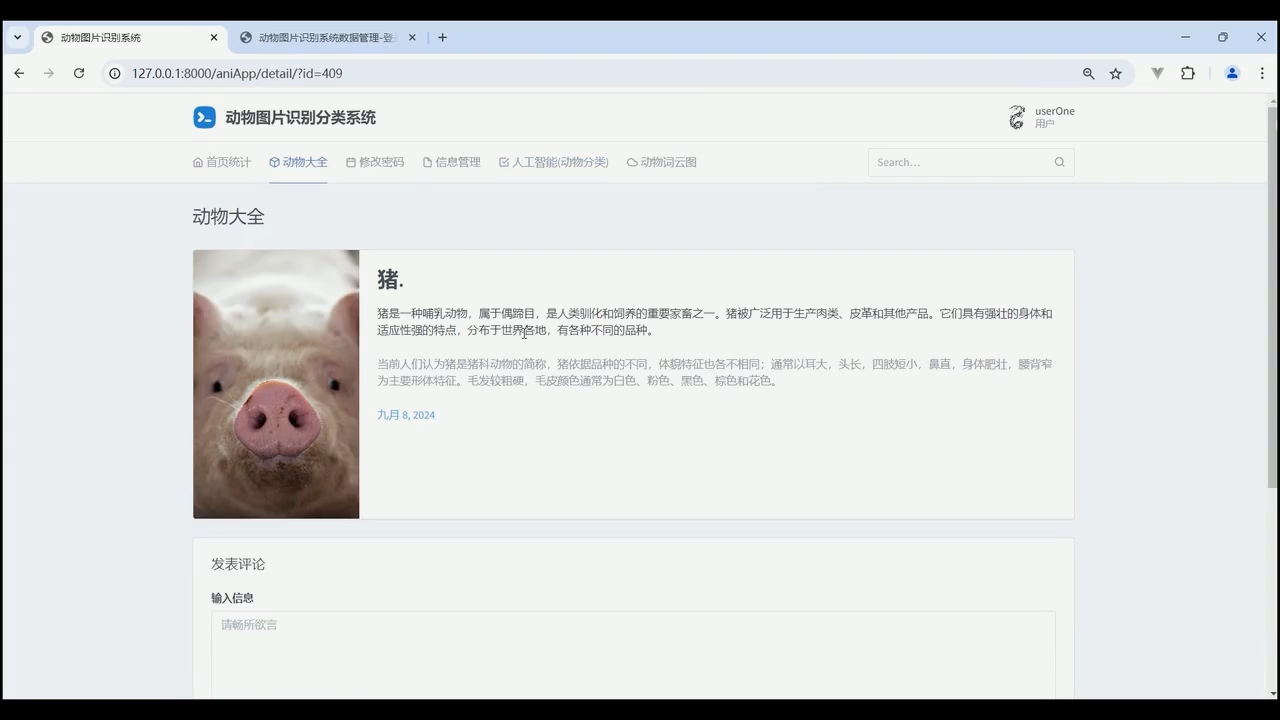 动物图片识别系统
动物图片识别系统数据管理-登
127.0.0.1:8000/aniApp/detail/?id=409
动物图片识别分类系统
userOne
用户
首页统计 动物大全 修改密码 信息管理 人工智能(动物分类) 动物词云图
Search…
动物大全
猪.
猪是一种哺乳动物，属于偶蹄目，是人类驯化和饲养的重要家畜之一。猪被广泛用于生产肉类、皮革和其他产品。它们具有强壮的身体和
适应性强的特点，分布于世界各地，有各种不同的品种。
当前人们认为猪是猪科动物的简称，猪依据品种的不同，体貌特征也各不相同；通常以耳大，头长，四肢短小，鼻直，身体肥壮，腰背窄
为主要形体特征。毛发较粗硬，毛皮颜色通常为白色、粉色、黑色、棕色和花色。
九月 8, 2024
发表评论
输入信息
请畅所欲言